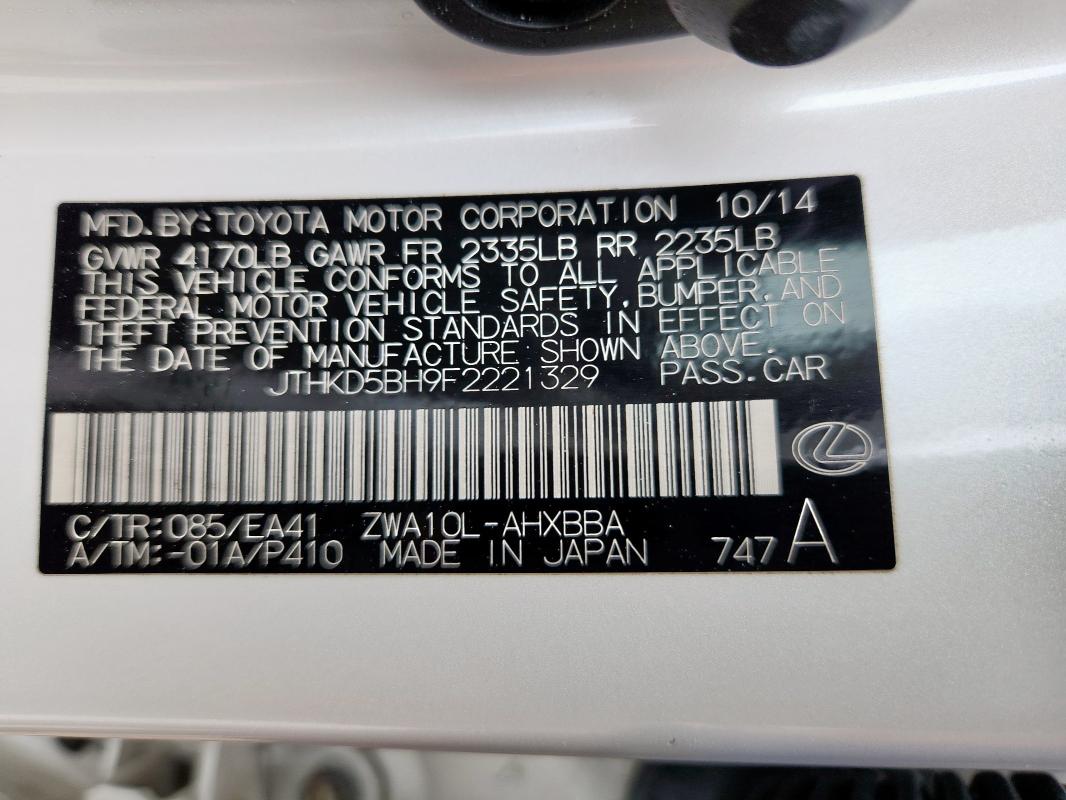 MFD. BY: TOYOTA MOTOR CORPORATION 10/14
GVWR 4170LB GAWR FR 2335LB RR 2235LB
THIS VEHICLE CONFORMS TO ALL APPLICABLE
FEDERAL MOTOR VEHICLE SAFETY, BUMPER, AND
THEFT PREVENTION STANDARDS IN EFFECT ON
THE DATE OF MANUFACTURE SHOWN ABOVE.
JTHKD5BH9F2221329 PASS.CAR
C/TR:085/EA41 ZWA10L-AHXBBA
A/TM:-01A/P410 MADE IN JAPAN 747 A